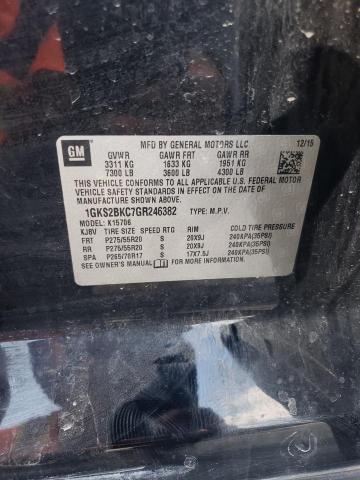 GM
MFD BY GENERAL MOTORS LLC 12/15
GVWR GAWR FRT GAWR RR
3311 KG 1633 KG 1951 KG
7300 LB 3600 LB 4300 LB
THIS VEHICLE CONFORMS TO ALL APPLICABLE U.S. FEDERAL MOTOR
VEHICLE SAFETY STANDARDS IN EFFECT ON THE DATE OF
MANUFACTURE SHOWN ABOVE.
1GKS2BKC7GR246382 TYPE: M.P.V.
MODEL: K15706
KJ8V TIRE SIZE SPEED RTG RIM COLD TIRE PRESSURE
FRT P275/55R20 S 20X9J 240KPA(35PSI)
RR P275/55R20 S 20X9J 240KPA(35PSI)
SPA P265/70R17 S 17X7.5J 240KPA(35PSI)
SEE OWNER'S MANUAL FOR MORE INFORMATION.